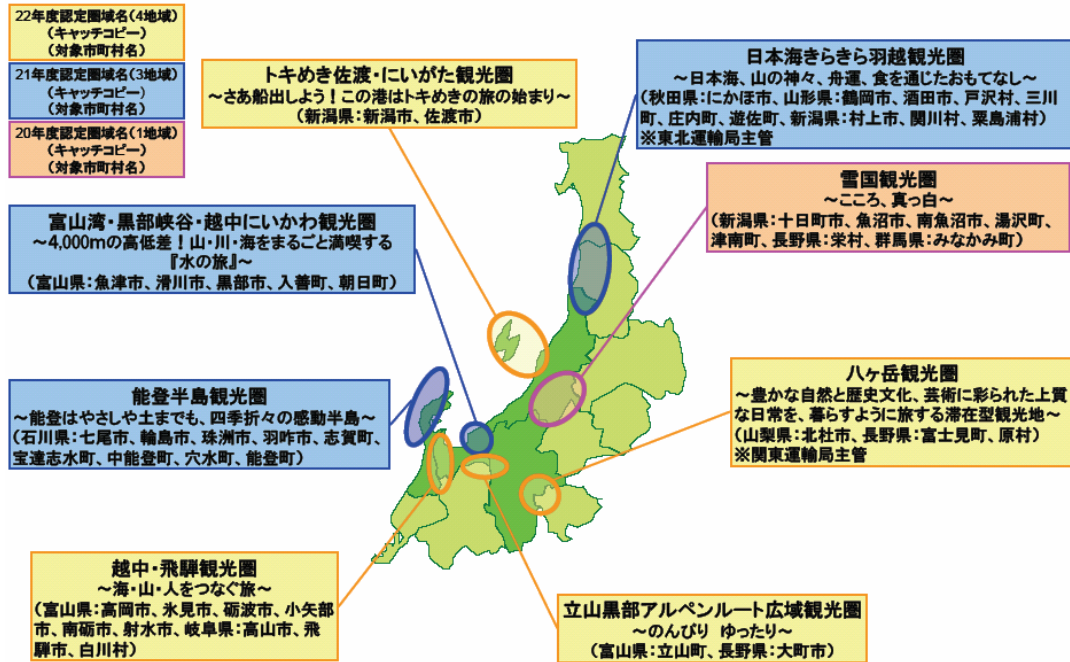 22年度認定圏域名(4地域)
(キャッチコピー)
(対象市町村名)
21年度認定圏域名(3地域)
(キャッチコピー)
(対象市町村名)
20年度認定圏域名(1地域)
(キャッチコピー)
(対象市町村名)
トキめき佐渡・にいがた観光圏
～さあ船出しよう！この港はトキめきの旅の始まり～
(新潟県：新潟市、佐渡市)
日本海きらきら羽越観光圏
～日本海、山の神々、舟運、食を通じたおもてなし～
(秋田県：にかほ市、山形県：鶴岡市、酒田市、戸沢村、三川
町、庄内町、遊佐町、新潟県：村上市、関川村、粟島浦村)
※東北運輸局主管
雪国観光圏
～こころ、真っ白～
(新潟県：十日町市、魚沼市、南魚沼市、湯沢町、
津南町、長野県：栄村、群馬県：みなかみ町)
富山湾・黒部峡谷・越中にいかわ観光圏
～4,000mの高低差！山・川・海をまるごと満喫する
『水の旅』～
(富山県：魚津市、滑川市、黒部市、入善町、朝日町)
能登半島観光圏
～能登はやさしや土までも、四季折々の感動半島～
(石川県：七尾市、輪島市、珠洲市、羽咋市、志賀町、
宝達志水町、中能登町、穴水町、能登町)
八ヶ岳観光圏
～豊かな自然と歴史文化、芸術に彩られた上質
な日常を、暮らすように旅する滞在型観光地～
(山梨県：北杜市、長野県：富士見町、原村)
※関東運輸局主管
越中・飛騨観光圏
～海・山・人をつなぐ旅～
(富山県：高岡市、氷見市、砺波市、小矢部
市、南砺市、射水市、岐阜県：高山市、飛
騨市、白川村)
立山黒部アルペンルート広域観光圏
～のんびり ゆったり～
(富山県：立山町、長野県：大町市)